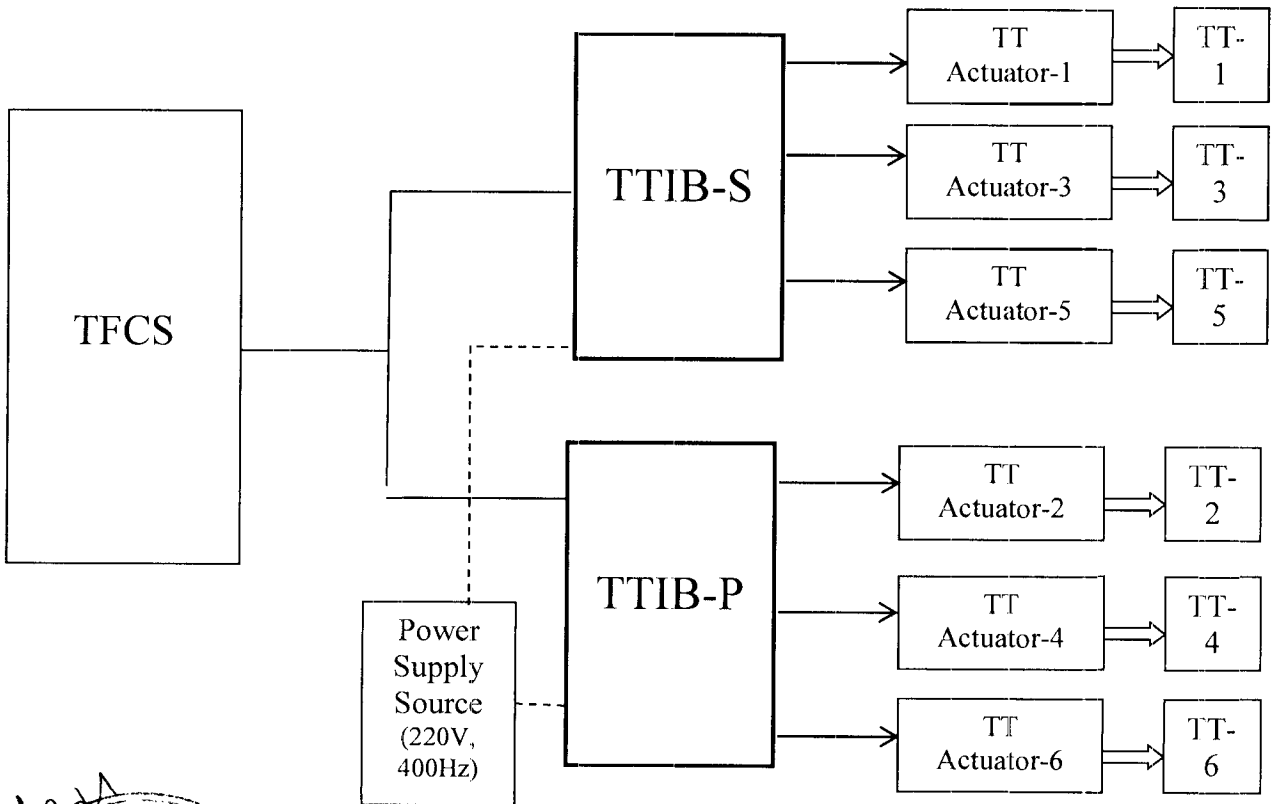 TFCS
TTIB-S
TT
Actuator-1
TT-
1
TT
Actuator-3
TT-
3
TT
Actuator-5
TT-
5
TTIB-P
TT
Actuator-2
TT-
2
TT
Actuator-4
TT-
4
TT
Actuator-6
TT-
6
Power
Supply
Source
(220V,
400Hz)